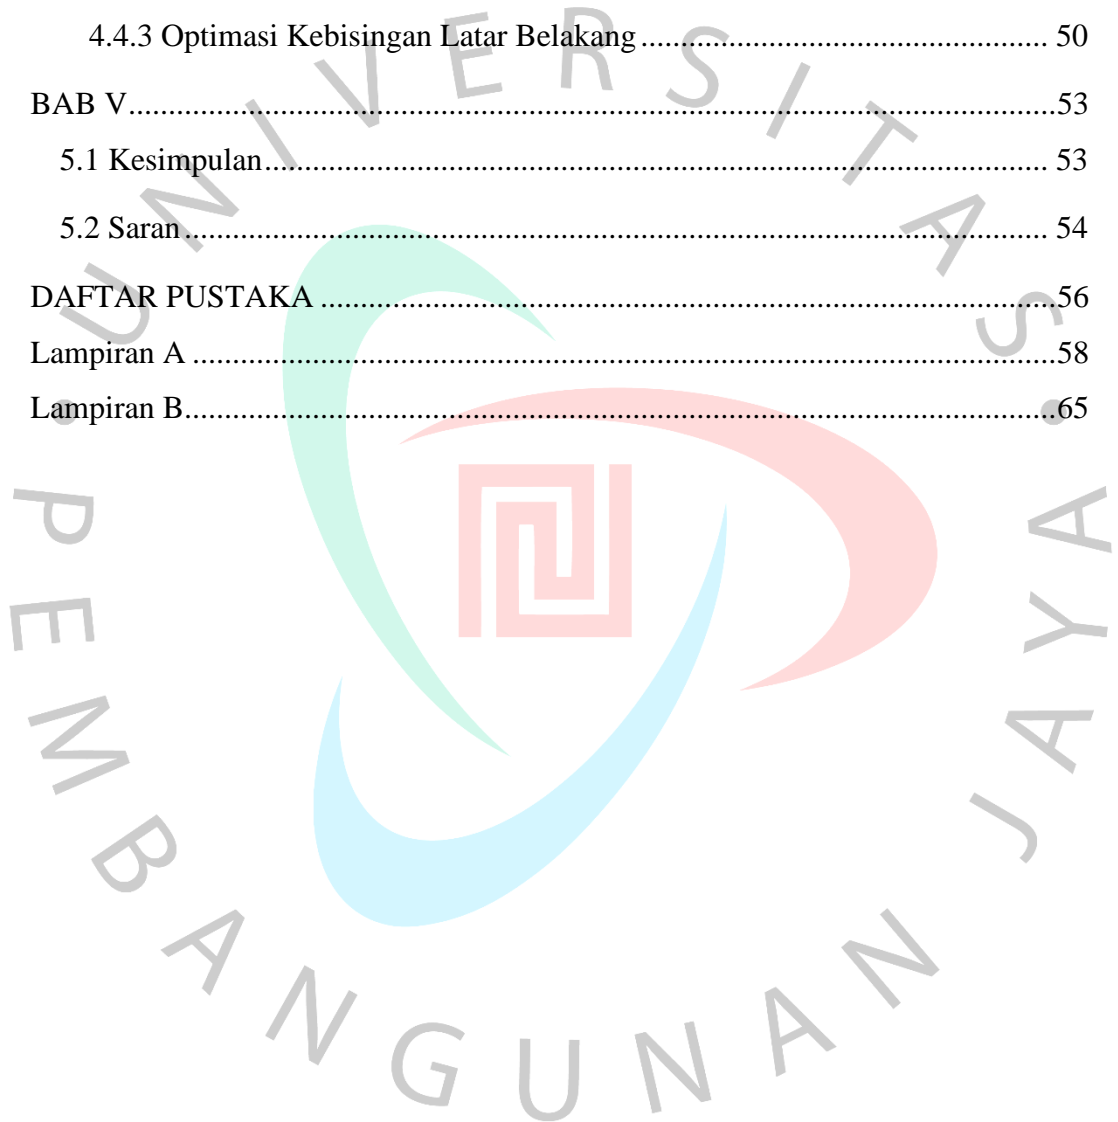 4.4.3 Optimasi Kebisingan Latar Belakang .................................................. 50
BAB V....................................................................................................................53
5.1 Kesimpulan.................................................................................................. 53
5.2 Saran ............................................................................................................ 54
DAFTAR PUSTAKA ............................................................................................56
Lampiran A ............................................................................................................58
Lampiran B.............................................................................................................65
UNIVERSITAS • PEMBANGUNAN JAYA •